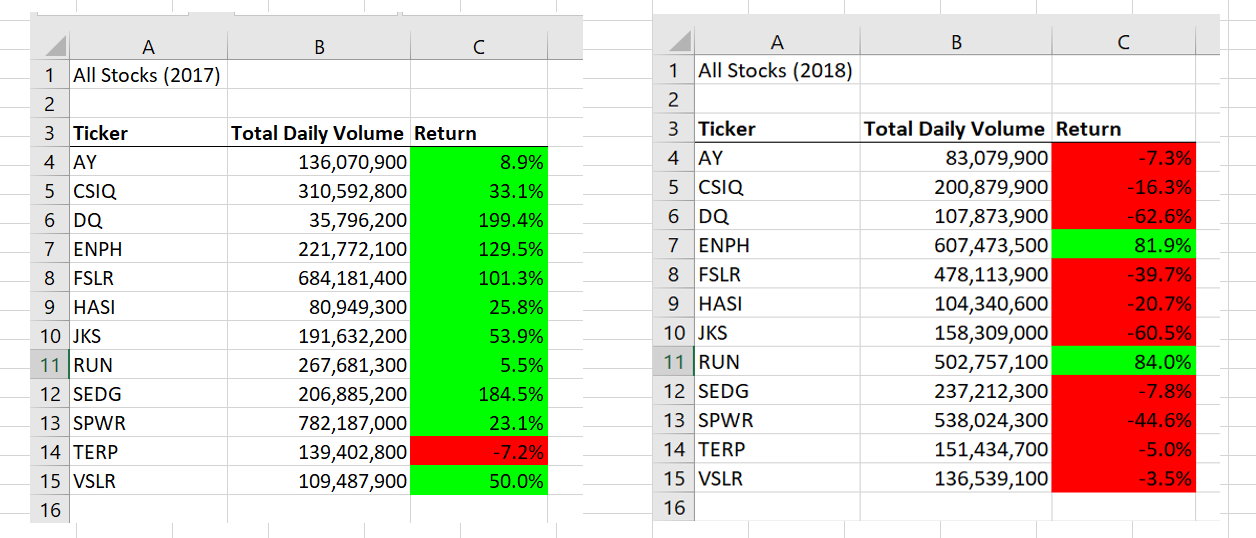 A B C
1 All Stocks (2017)
2
3 Ticker Total Daily Volume Return
4 AY 136,070,900 8.9%
5 CSIQ 310,592,800 33.1%
6 DQ 35,796,200 199.4%
7 ENPH 221,772,100 129.5%
8 FSLR 684,181,400 101.3%
9 HASI 80,949,300 25.8%
10 JKS 191,632,200 53.9%
11 RUN 267,681,300 5.5%
12 SEDG 206,885,200 184.5%
13 SPWR 782,187,000 23.1%
14 TERP 139,402,800 -7.2%
15 VSLR 109,487,900 50.0%
16
A B C
1 All Stocks (2018)
2
3 Ticker Total Daily Volume Return
4 AY 83,079,900 -7.3%
5 CSIQ 200,879,900 -16.3%
6 DQ 107,873,900 -62.6%
7 ENPH 607,473,500 81.9%
8 FSLR 478,113,900 -39.7%
9 HASI 104,340,600 -20.7%
10 JKS 158,309,000 -60.5%
11 RUN 502,757,100 84.0%
12 SEDG 237,212,300 -7.8%
13 SPWR 538,024,300 -44.6%
14 TERP 151,434,700 -5.0%
15 VSLR 136,539,100 -3.5%
16